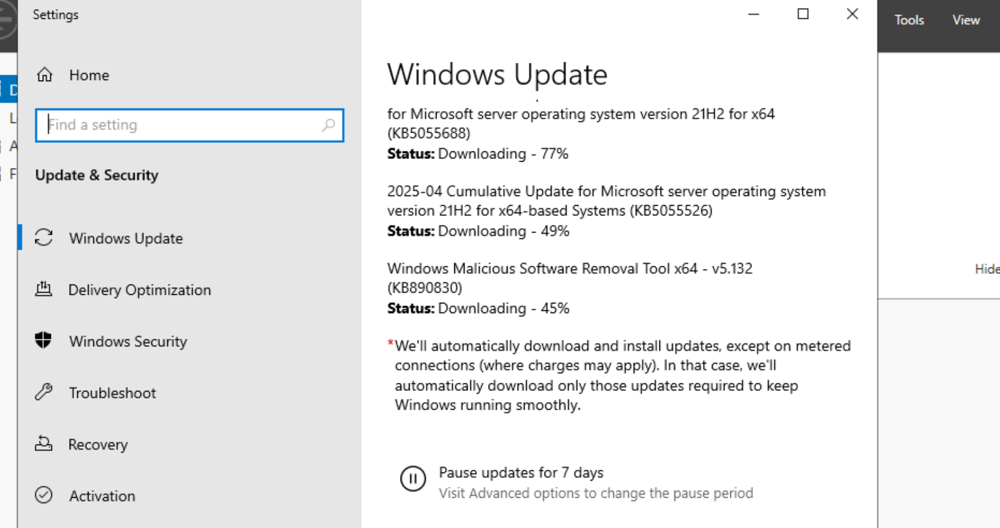 Settings
Tools
View
Home
Find a setting
Update & Security
Windows Update
Delivery Optimization
Windows Security
Troubleshoot
Recovery
Activation
Windows Update
for Microsoft server operating system version 21H2 for x64
(KB5055688)
Status: Downloading - 77%
2025-04 Cumulative Update for Microsoft server operating system
version 21H2 for x64-based Systems (KB5055526)
Status: Downloading - 49%
Windows Malicious Software Removal Tool x64 - v5.132
(KB890830)
Status: Downloading - 45%
*We'll automatically download and install updates, except on metered
connections (where charges may apply). In that case, we'll
automatically download only those updates required to keep
Windows running smoothly.
Pause updates for 7 days
Visit Advanced options to change the pause period
Hide